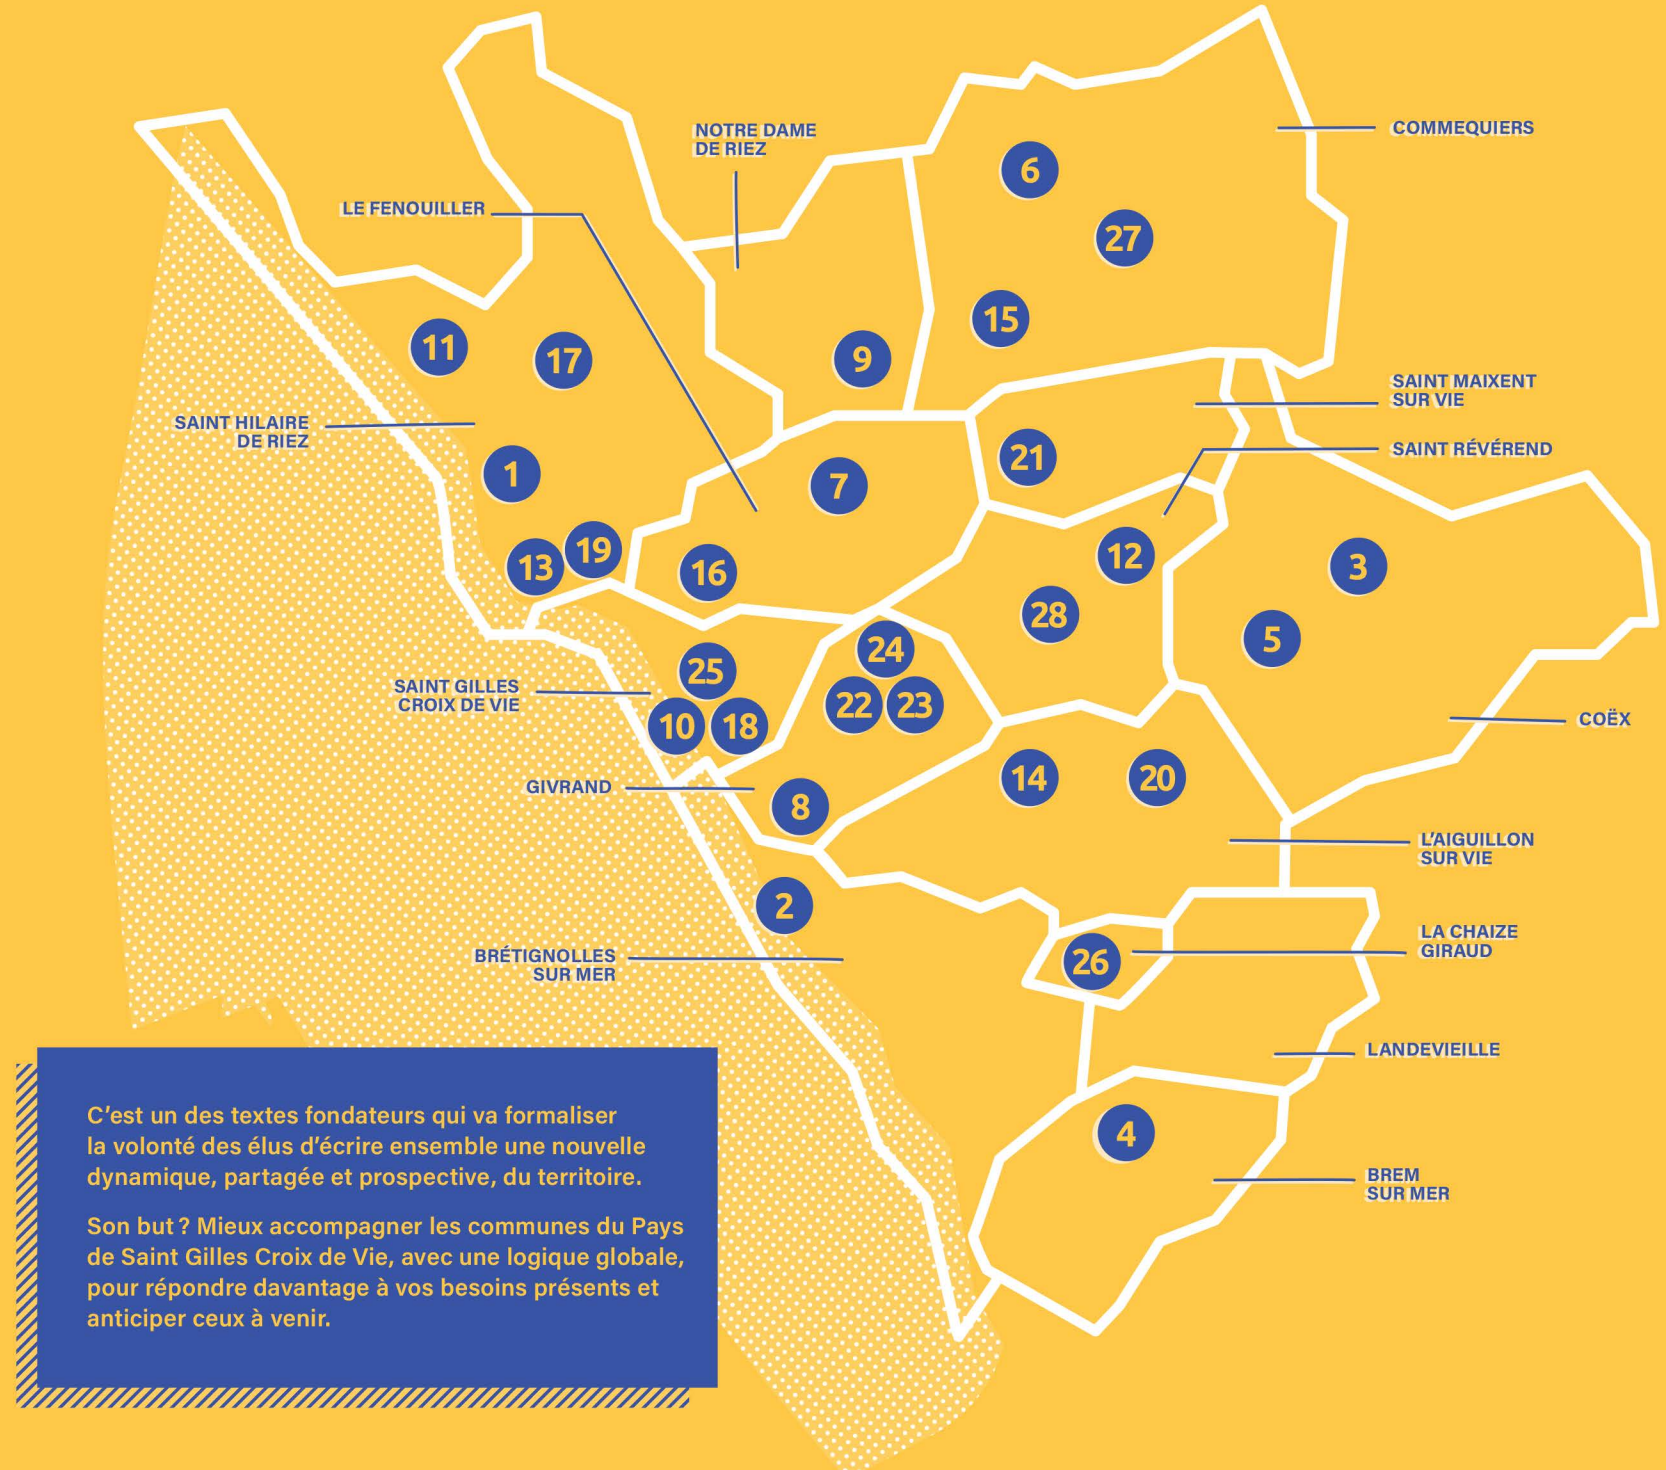 NOTRE DAME
DE RIEZ
COMMEQUIERS
6
LE FENOUILLER
27
15
11
17
9
SAINT MAIXENT
SUR VIE
SAINT HILAIRE
DE RIEZ
SAINT RÉVÉREND
21
1
7
13
19
16
12
3
28
5
24
25
SAINT GILLES
CROIX DE VIE
22
23
10
18
COËX
GIVRAND
14
20
8
L'AIGUILLON
SUR VIE
2
LA CHAIZE
GIRAUD
BRÉTIGNOLLES
SUR MER
26
LANDEVIEILLE
4
BREM
SUR MER
C'est un des textes fondateurs qui va formaliser
la volonté des élus d'écrire ensemble une nouvelle
dynamique, partagée et prospective, du territoire.
Son but ? Mieux accompagner les communes du Pays
de Saint Gilles Croix de Vie, avec une logique globale,
pour répondre davantage à vos besoins présents et
anticiper ceux à venir.